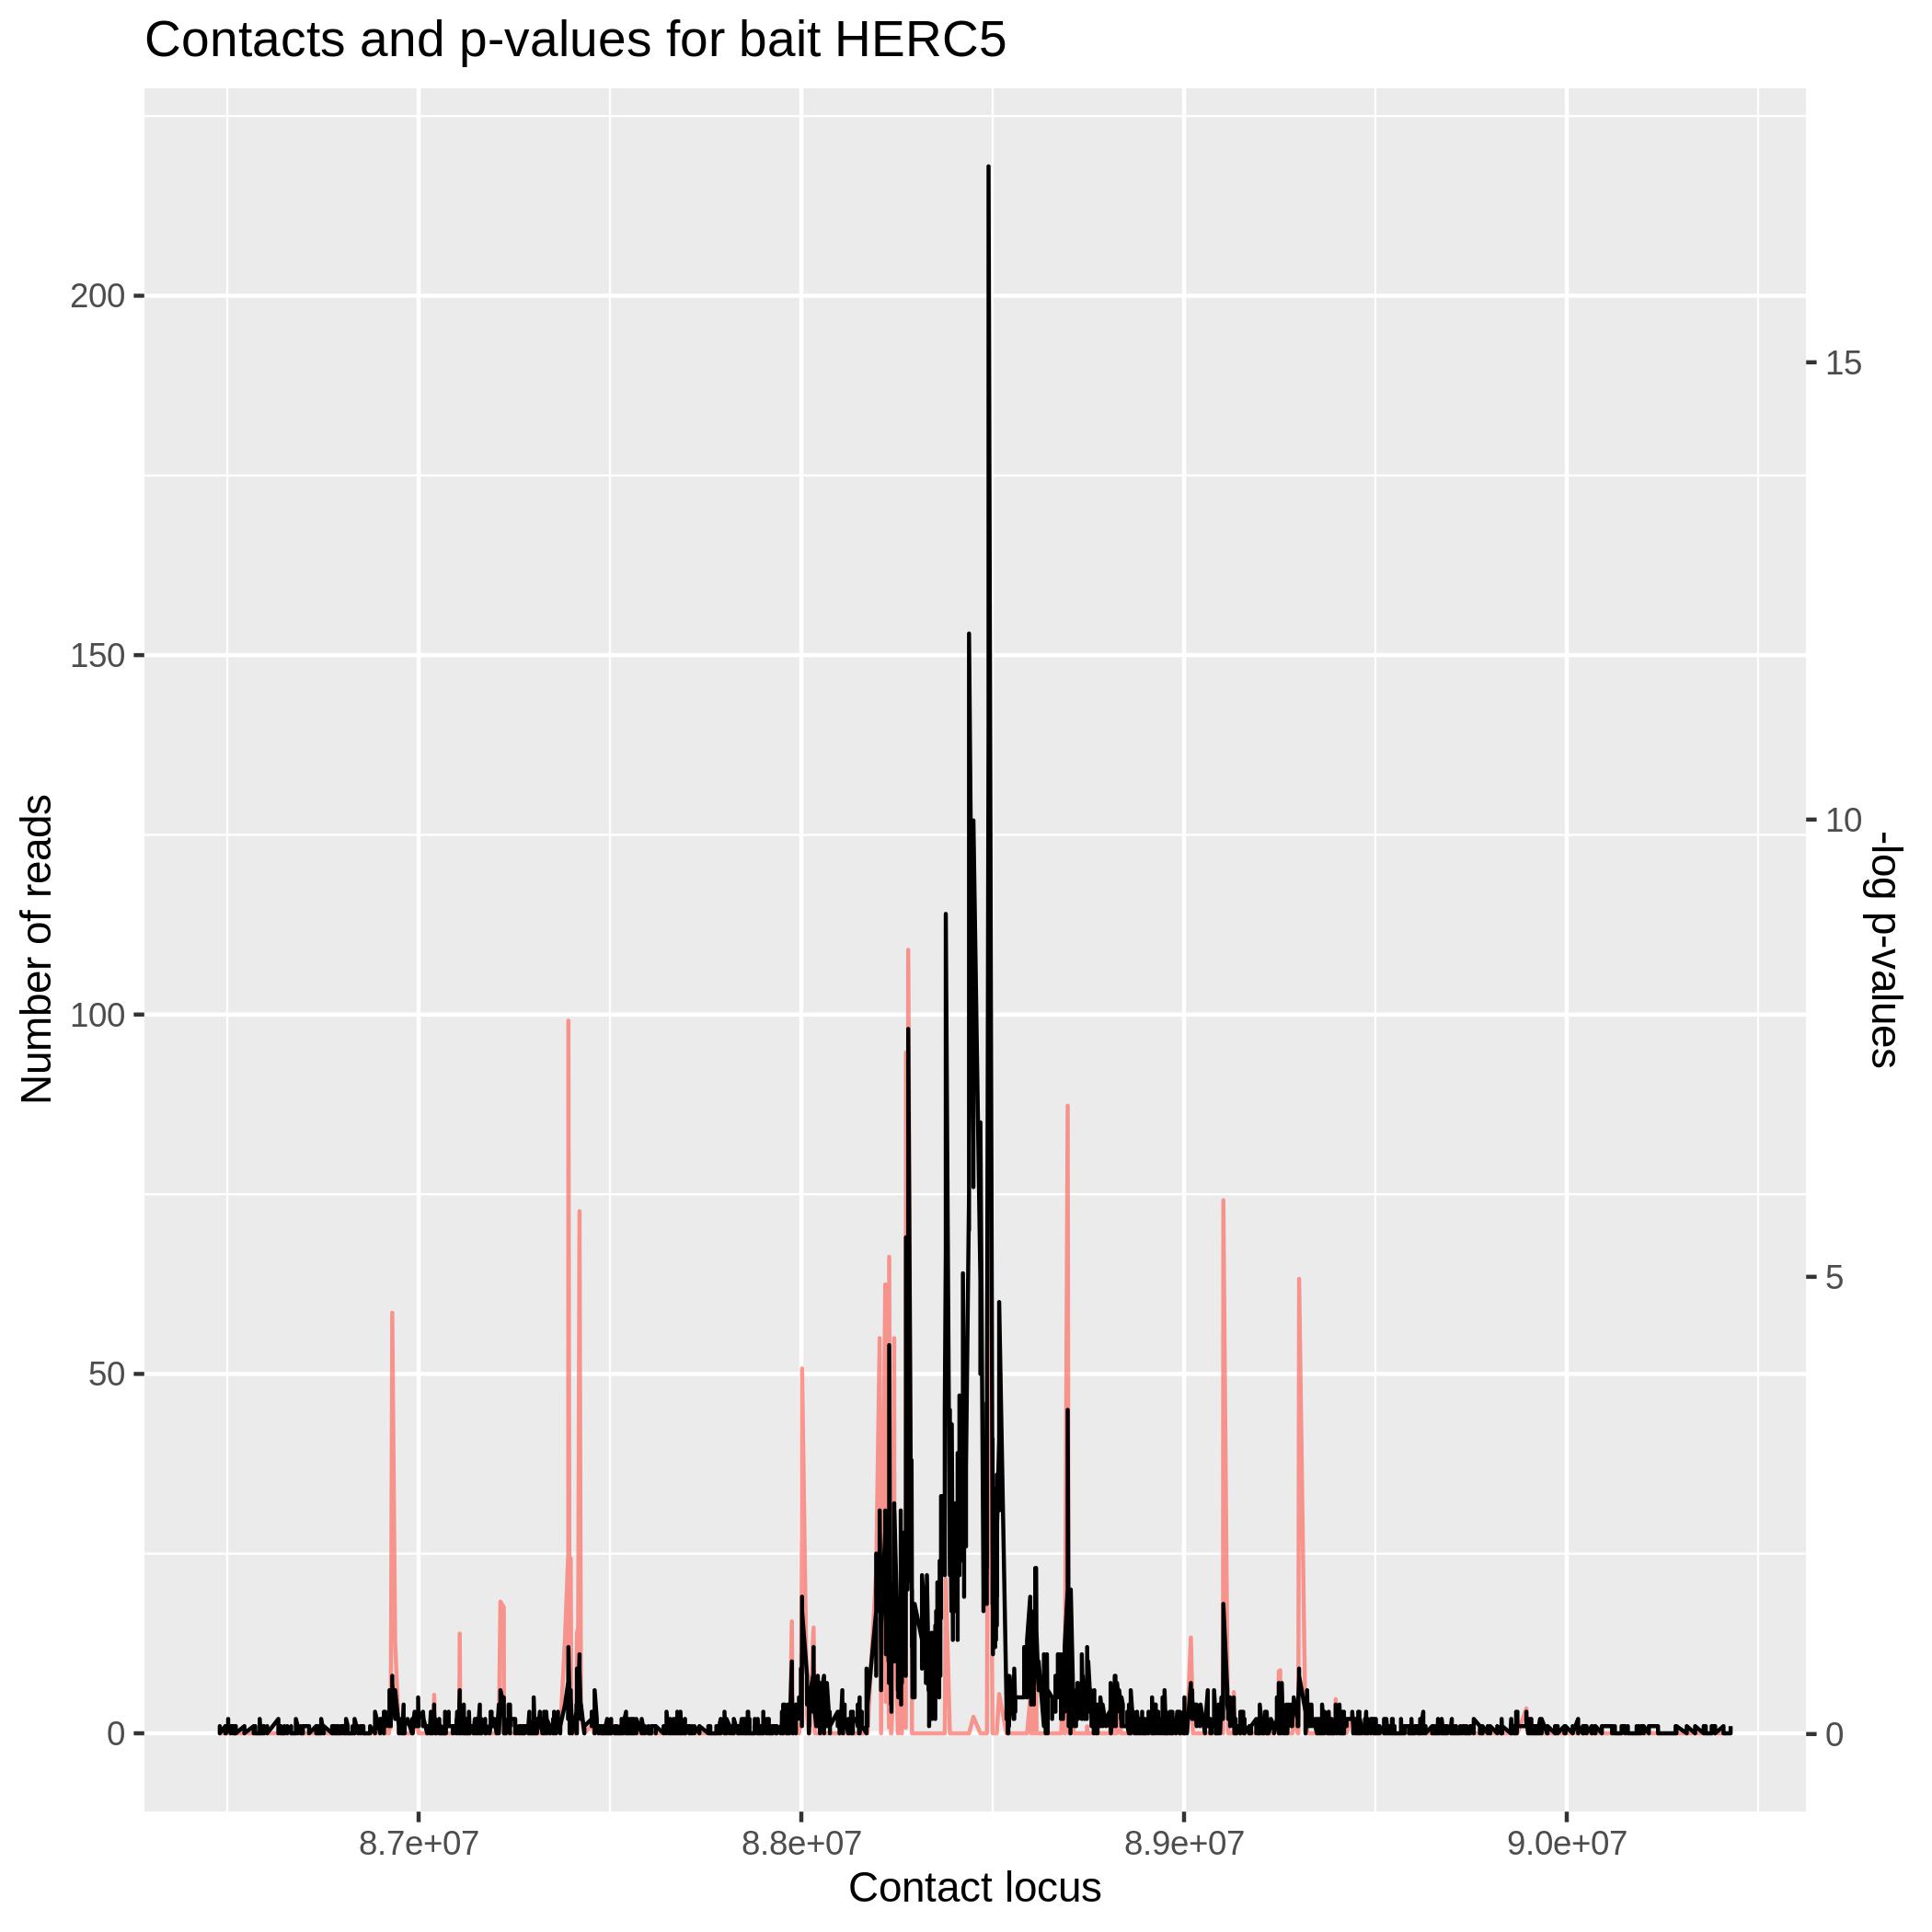 Contacts and p-values for bait HERC5
Number of reads
200
150
100
50
0
15
10
5
0
-log p-values
8.7e+07
8.8e+07
8.9e+07
9.0e+07
Contact locus